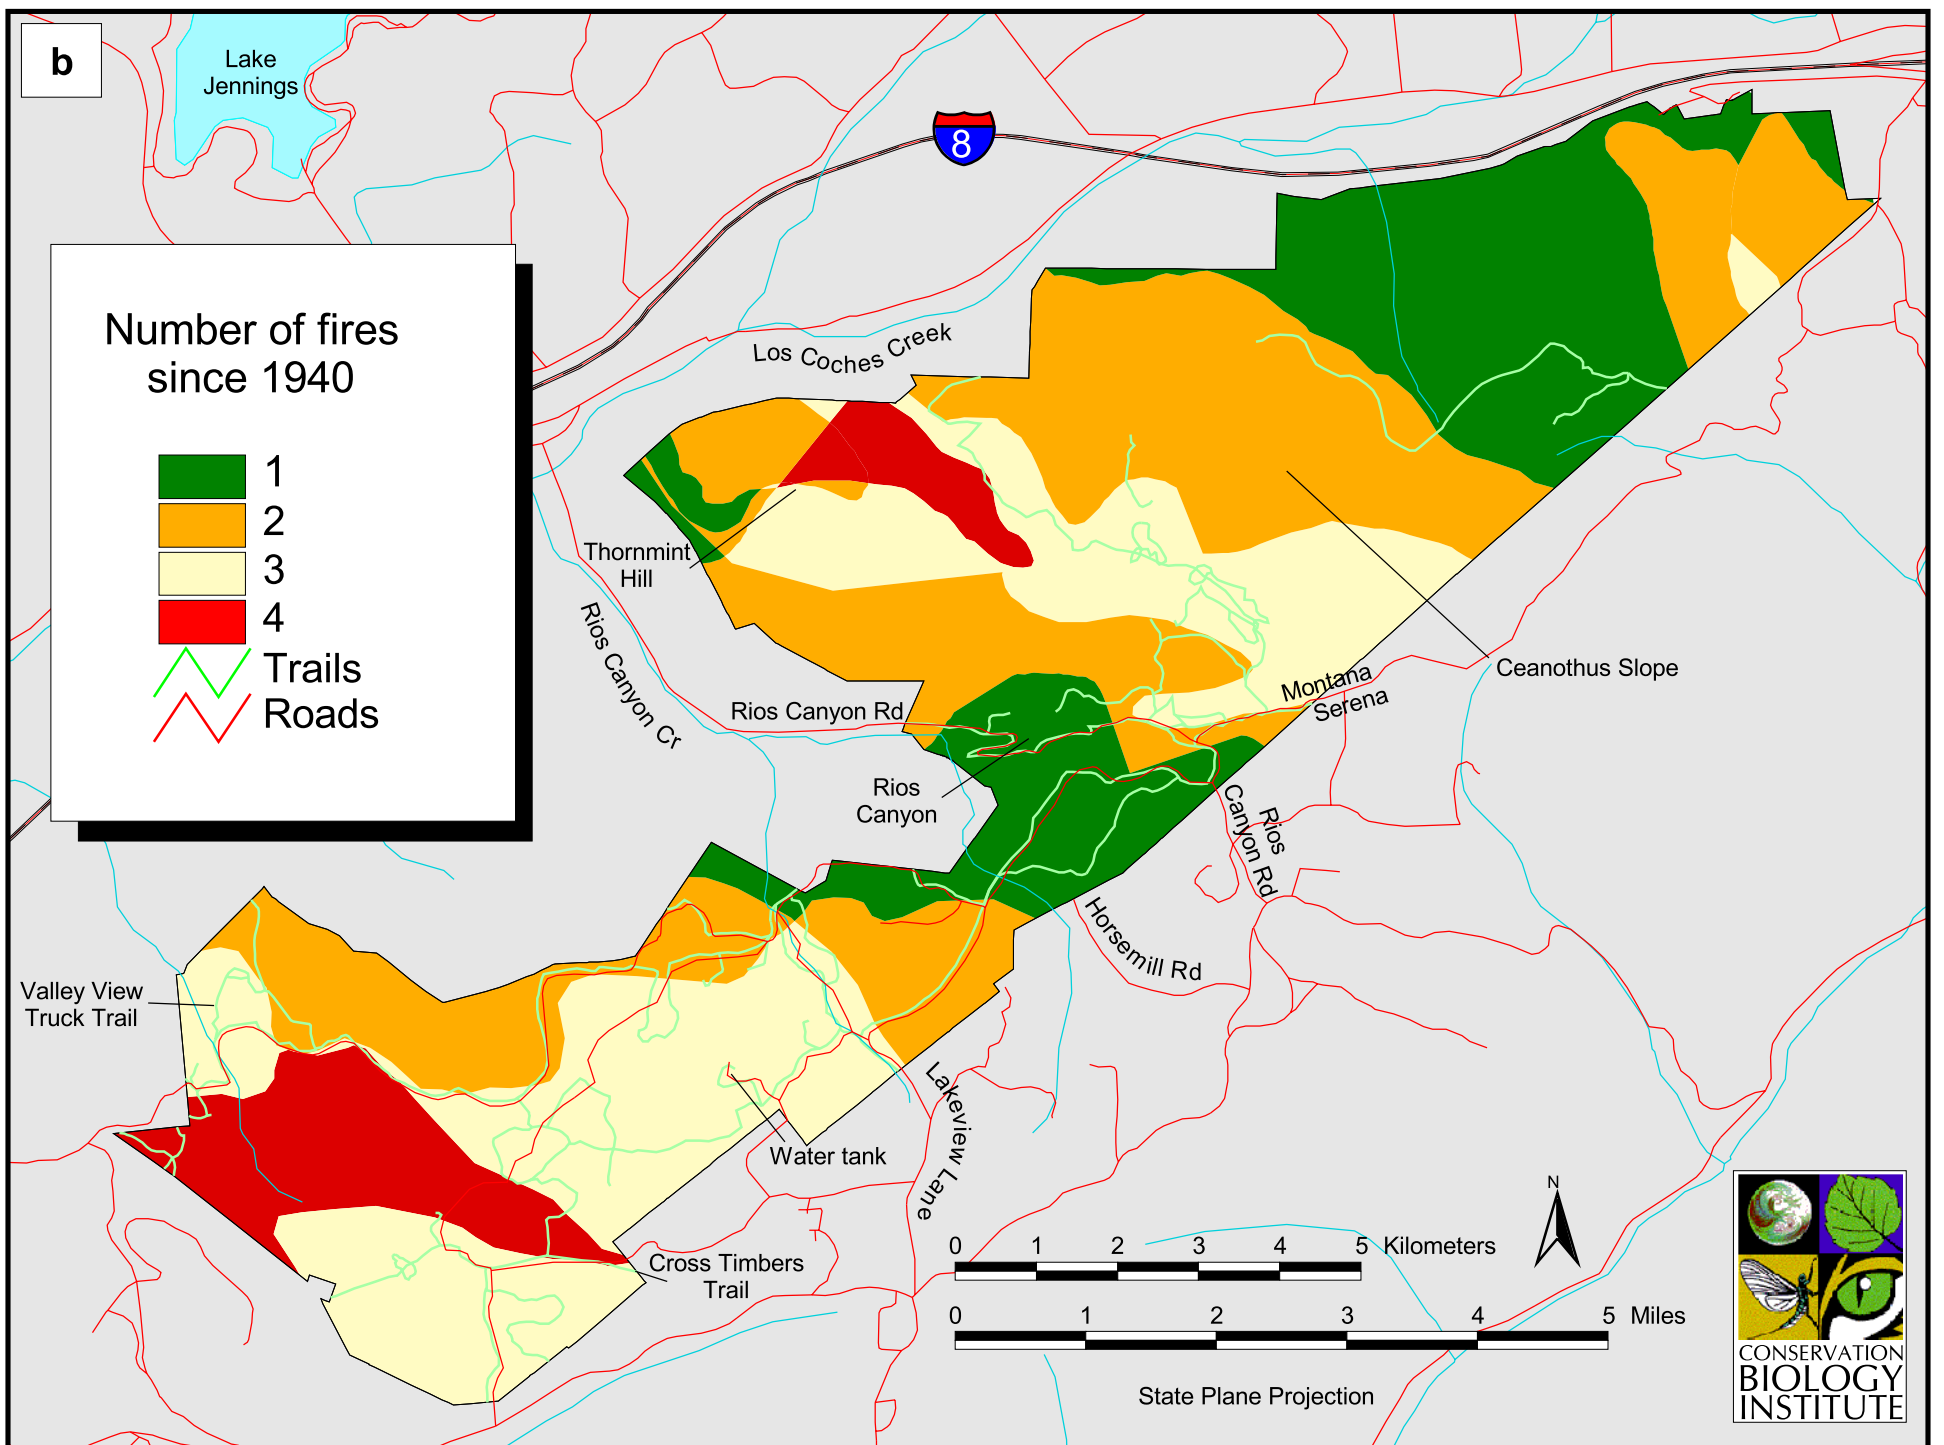 b
Lake
Jennings
8
Number of fires
since 1940
1
2
3
4
Trails
Roads
Los Coches Creek
Thornmint
Hill
Rios Canyon Cr
Rios Canyon Rd
Ceanothus Slope
Montana
Serena
Rios
Canyon
Rios
Canyon Rd
Horsemill Rd
Valley View
Truck Trail
Lakeview Lane
Water tank
Cross Timbers
Trail
0 1 2 3 4 5 Kilometers
0 1 2 3 4 5 Miles
State Plane Projection
N
CONSERVATION
BIOLOGY
INSTITUTE